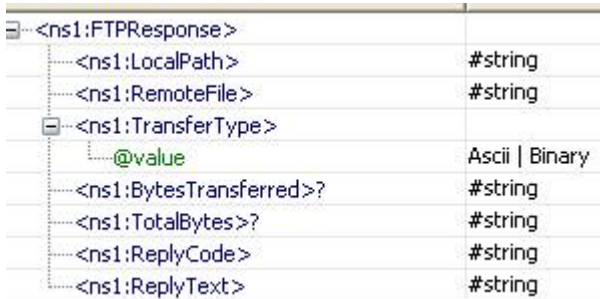 <ns1:FTPResponse>
<ns1:LocalPath> #string
<ns1:RemoteFile> #string
<ns1:TransferType>
@value Ascii | Binary
<ns1:BytesTransferred>? #string
<ns1:TotalBytes>? #string
<ns1:ReplyCode> #string
<ns1:ReplyText> #string